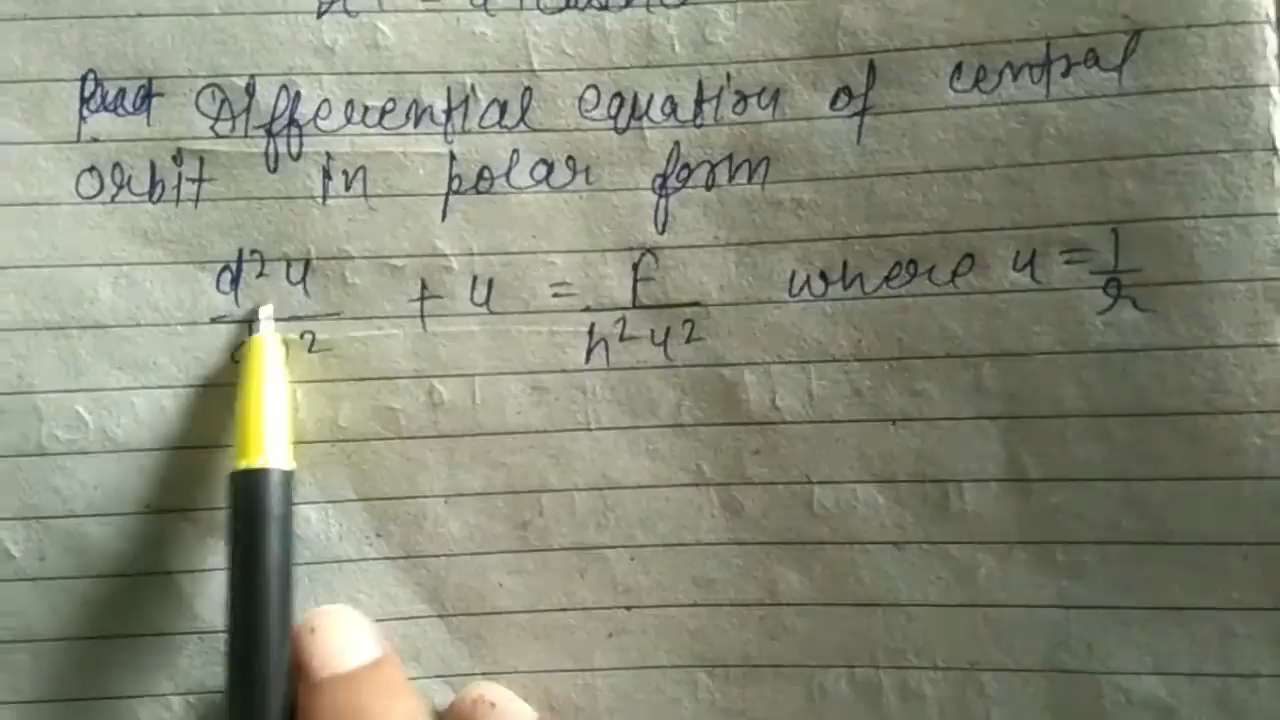 Differential equation of central
orbit in polar form
d²u/dθ² + u = F/h²u² where u = 1/r